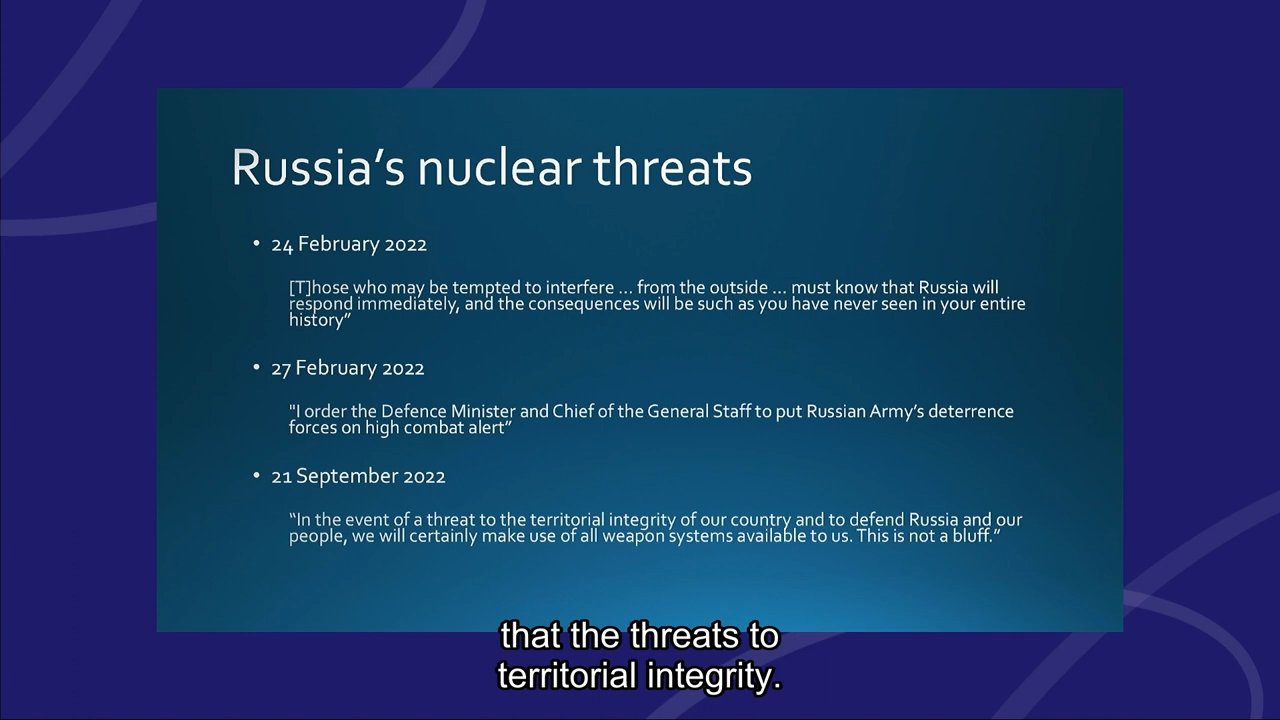 Russia’s nuclear threats
• 24 February 2022
[T]hose who may be tempted to interfere ... from the outside ... must know that Russia will
respond immediately, and the consequences will be such as you have never seen in your entire
history”
• 27 February 2022
"I order the Defence Minister and Chief of the General Staff to put Russian Army’s deterrence
forces on high combat alert”
• 21 September 2022
“In the event of a threat to the territorial integrity of our country and to defend Russia and our
people, we will certainly make use of all weapon systems available to us. This is not a bluff.”
that the threats to
territorial integrity.